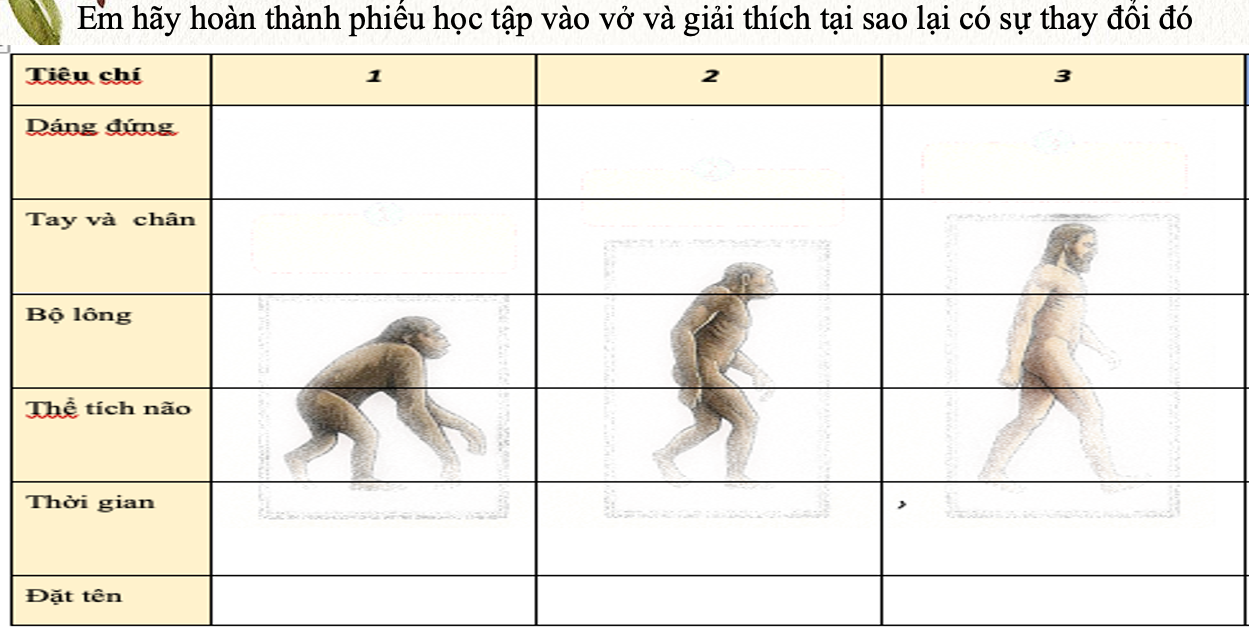 Em hãy hoàn thành phiếu học tập vào vở và giải thích tại sao lại có sự thay đổi đó
Tiêu chí 1 2 3
Dáng đứng
Tay và chân
Bộ lông
Thể tích não
Thời gian ,
Đặt tên